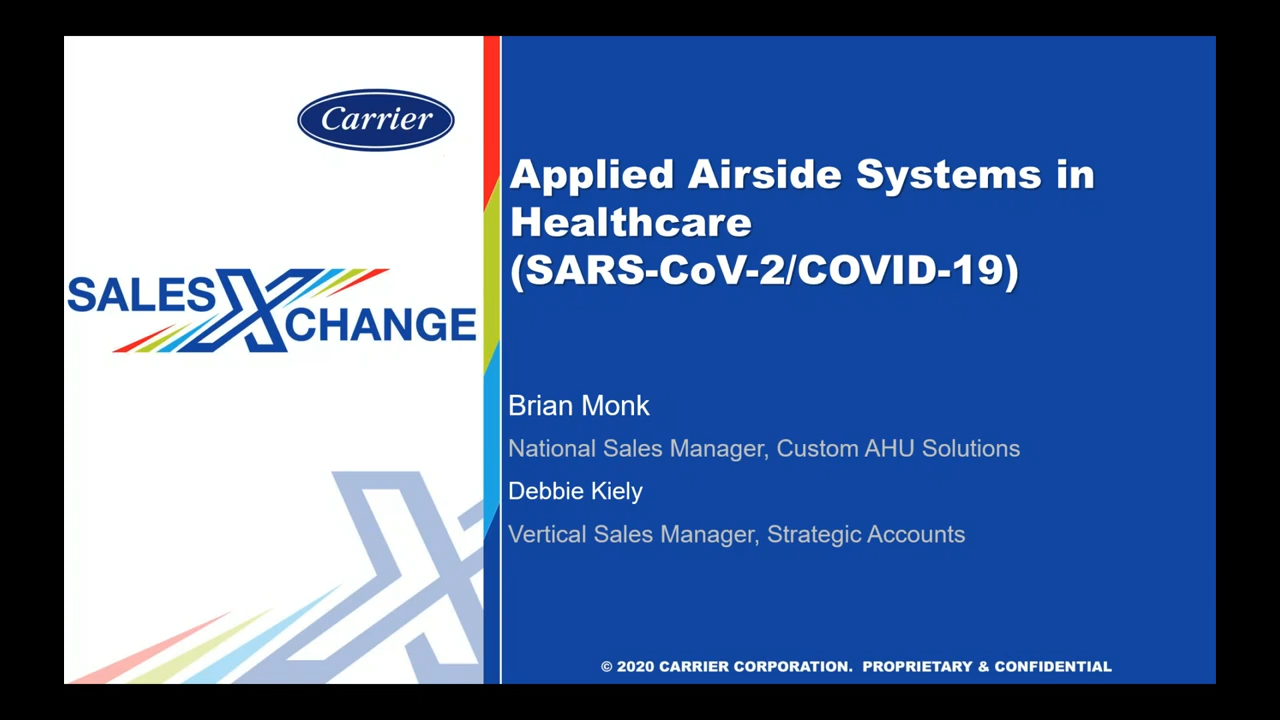 Carrier
SALES
XCHANGE
Applied Airside Systems in
Healthcare
(SARS-CoV-2/COVID-19)
Brian Monk
National Sales Manager, Custom AHU Solutions
Debbie Kiely
Vertical Sales Manager, Strategic Accounts
© 2020 CARRIER CORPORATION. PROPRIETARY & CONFIDENTIAL